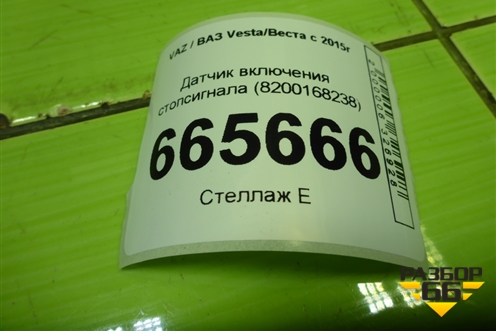 VAZ / ВАЗ Vesta/Веста с 2015г
Датчик включения
стопсигнала (8200168238)
665666
Стеллаж Е
РАЗБОР
66